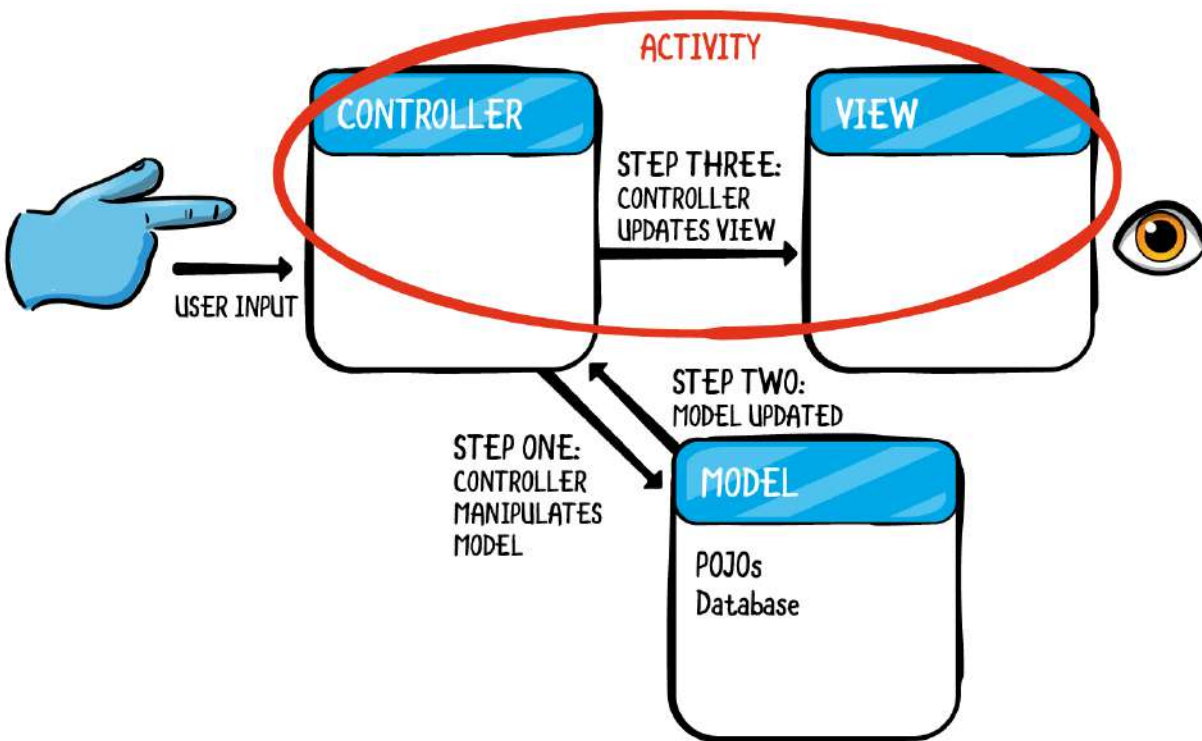 ACTIVITY
CONTROLLER
VIEW
STEP THREE:
CONTROLLER
UPDATES VIEW
USER INPUT
STEP TWO:
MODEL UPDATED
STEP ONE:
CONTROLLER
MANIPULATES
MODEL
MODEL
POJOs
Database